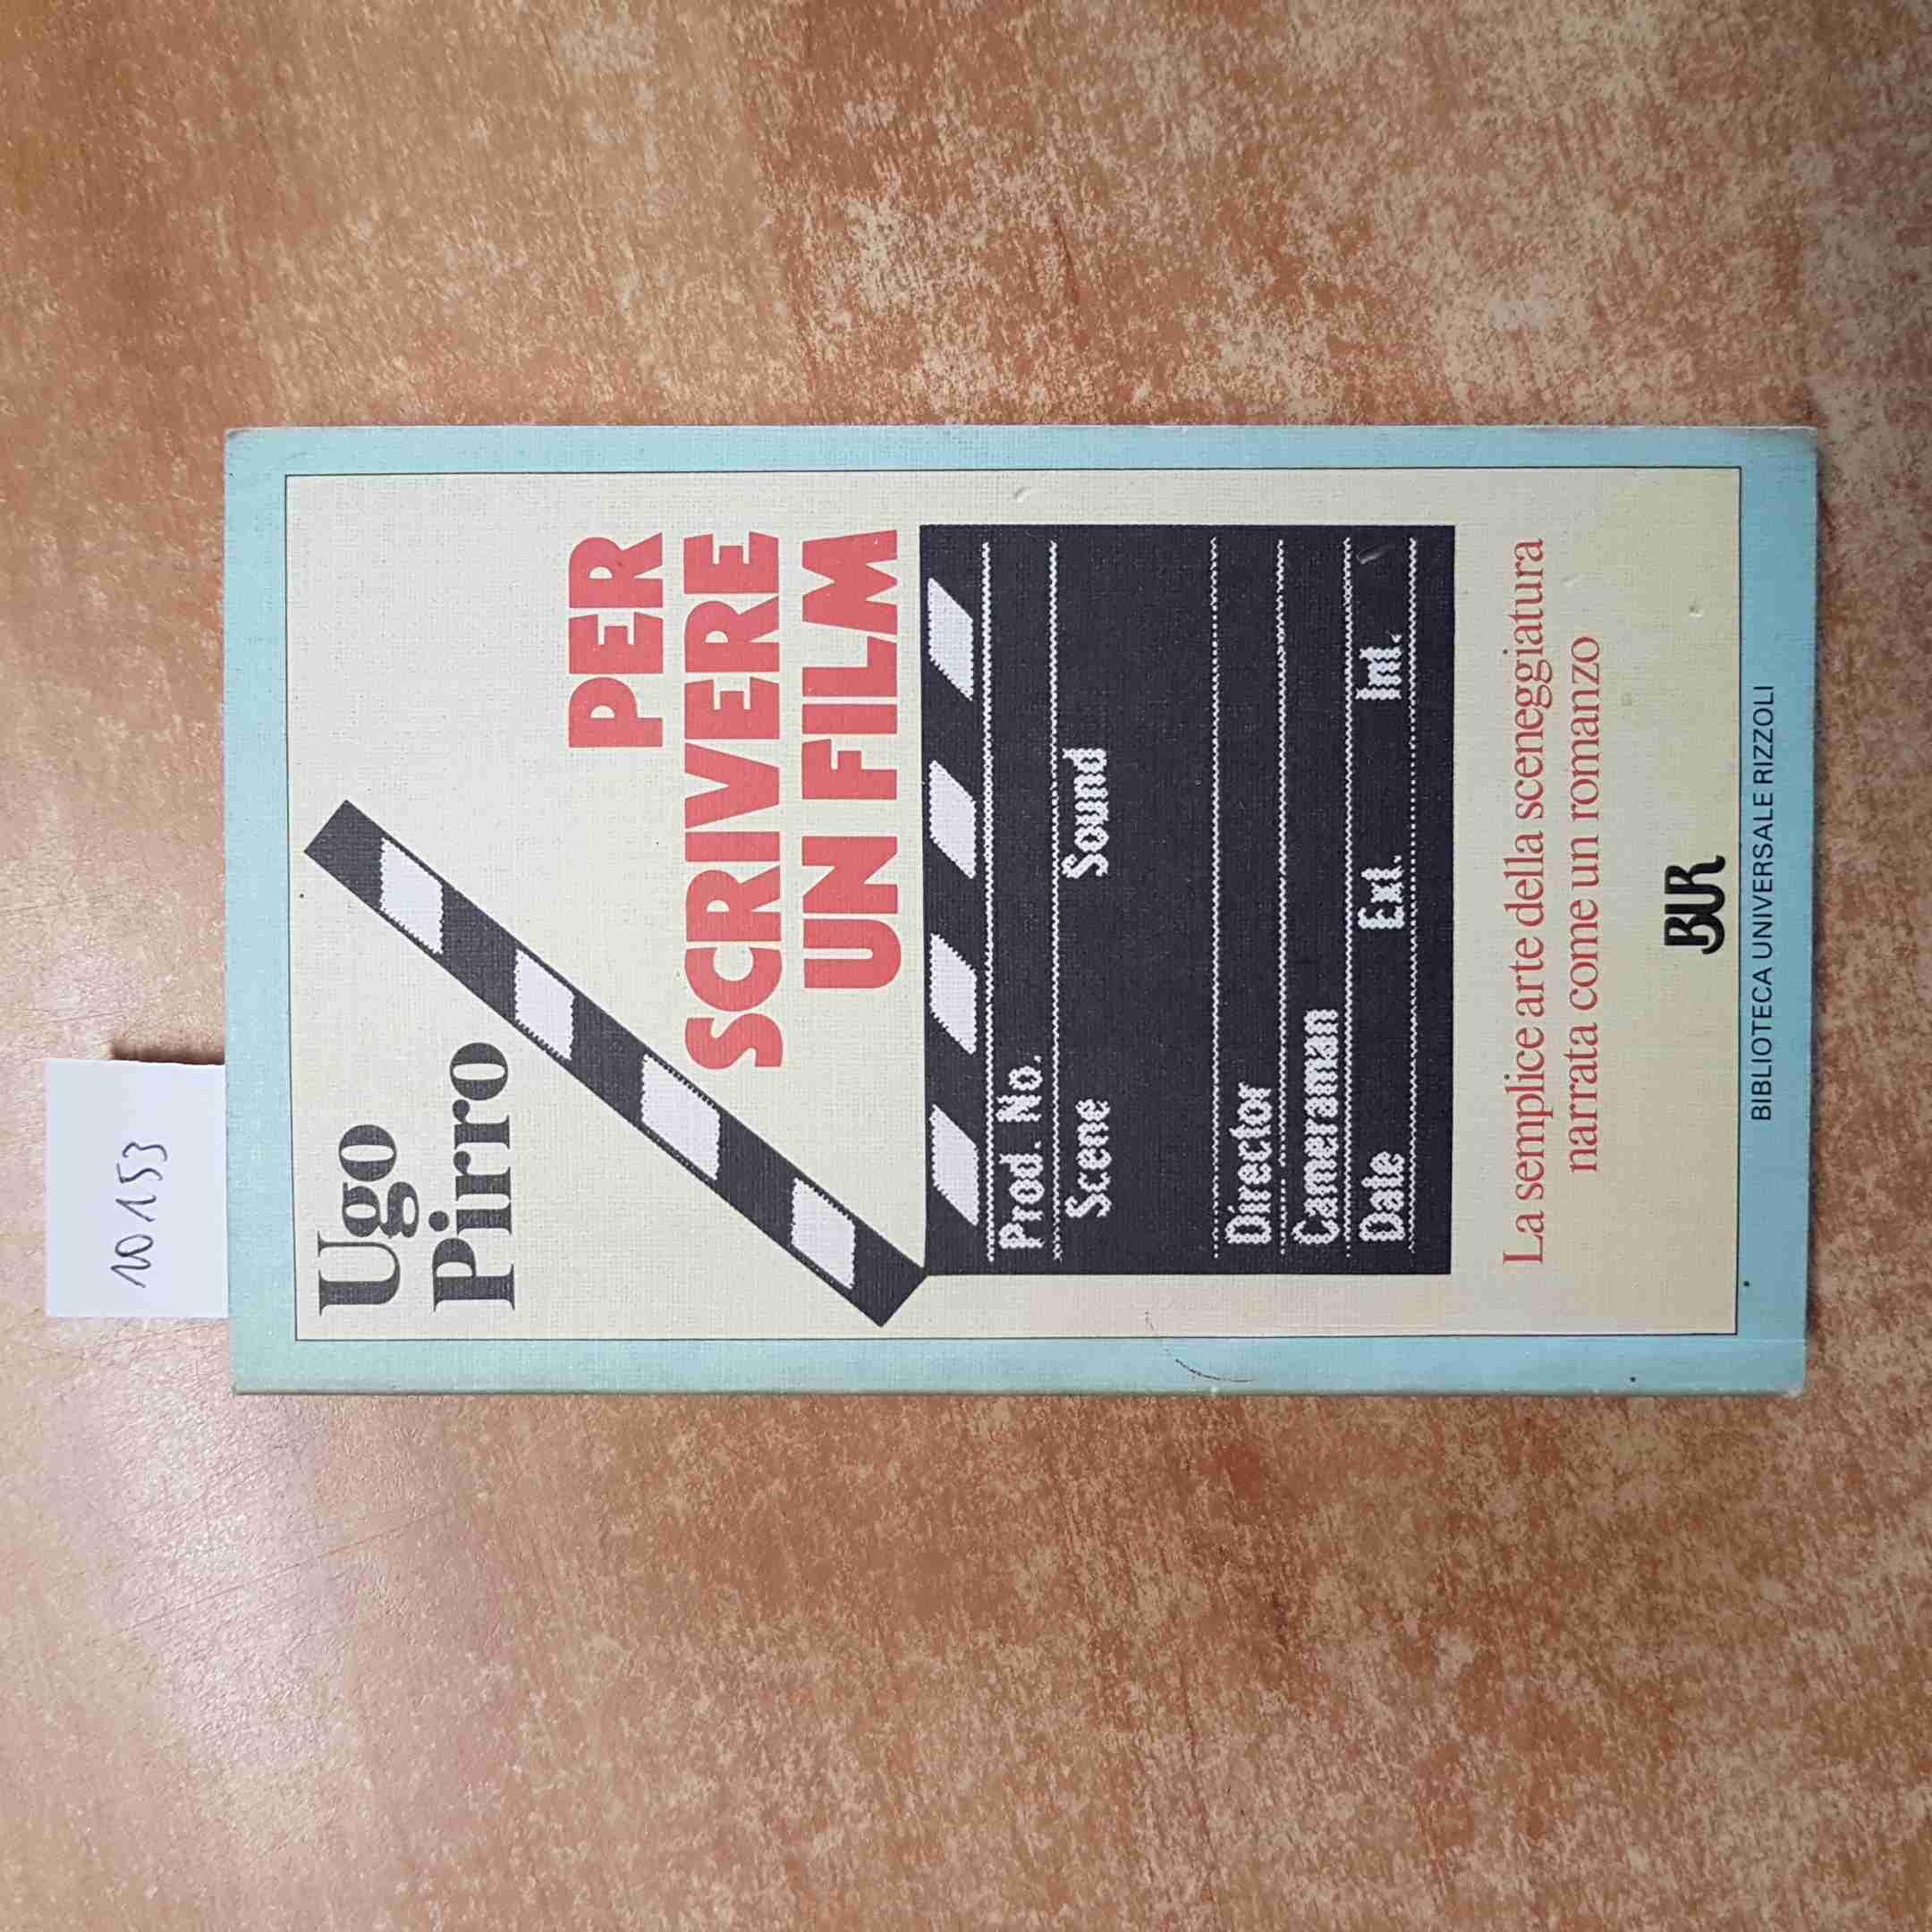 10153
Ugo
Pirro
PER
SCRIVERE
UN FILM
Prod. No.
Scene Sound
Director
Cameraman
Date Ext. Int.
La semplice arte della sceneggiatura
narrata come un romanzo
BUR
BIBLIOTECA UNIVERSALE RIZZOLI